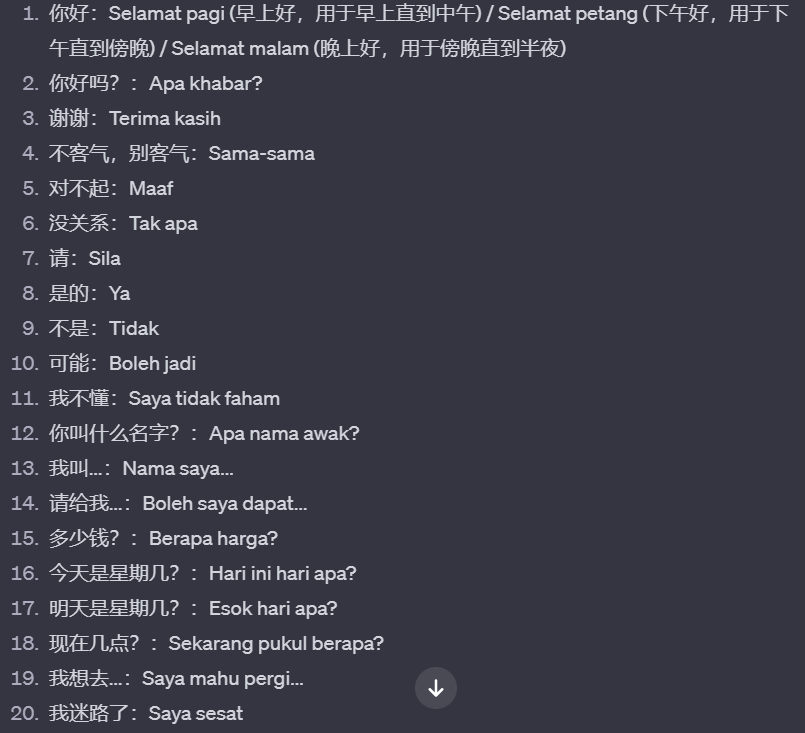 1. 你好：Selamat pagi (早上好，用于早上直到中午) / Selamat petang (下午好，用于下
午直到傍晚) / Selamat malam (晚上好，用于傍晚直到半夜)
2. 你好吗？：Apa khabar?
3. 谢谢：Terima kasih
4. 不客气，别客气：Sama-sama
5. 对不起：Maaf
6. 没关系：Tak apa
7. 请：Sila
8. 是的：Ya
9. 不是：Tidak
10. 可能：Boleh jadi
11. 我不懂：Saya tidak faham
12. 你叫什么名字？：Apa nama awak?
13. 我叫...：Nama saya...
14. 请给我...：Boleh saya dapat...
15. 多少钱？：Berapa harga?
16. 今天是星期几？：Hari ini hari apa?
17. 明天是星期几？：Esok hari apa?
18. 现在几点？：Sekarang pukul berapa?
19. 我想去...：Saya mahu pergi...
20. 我迷路了：Saya sesat